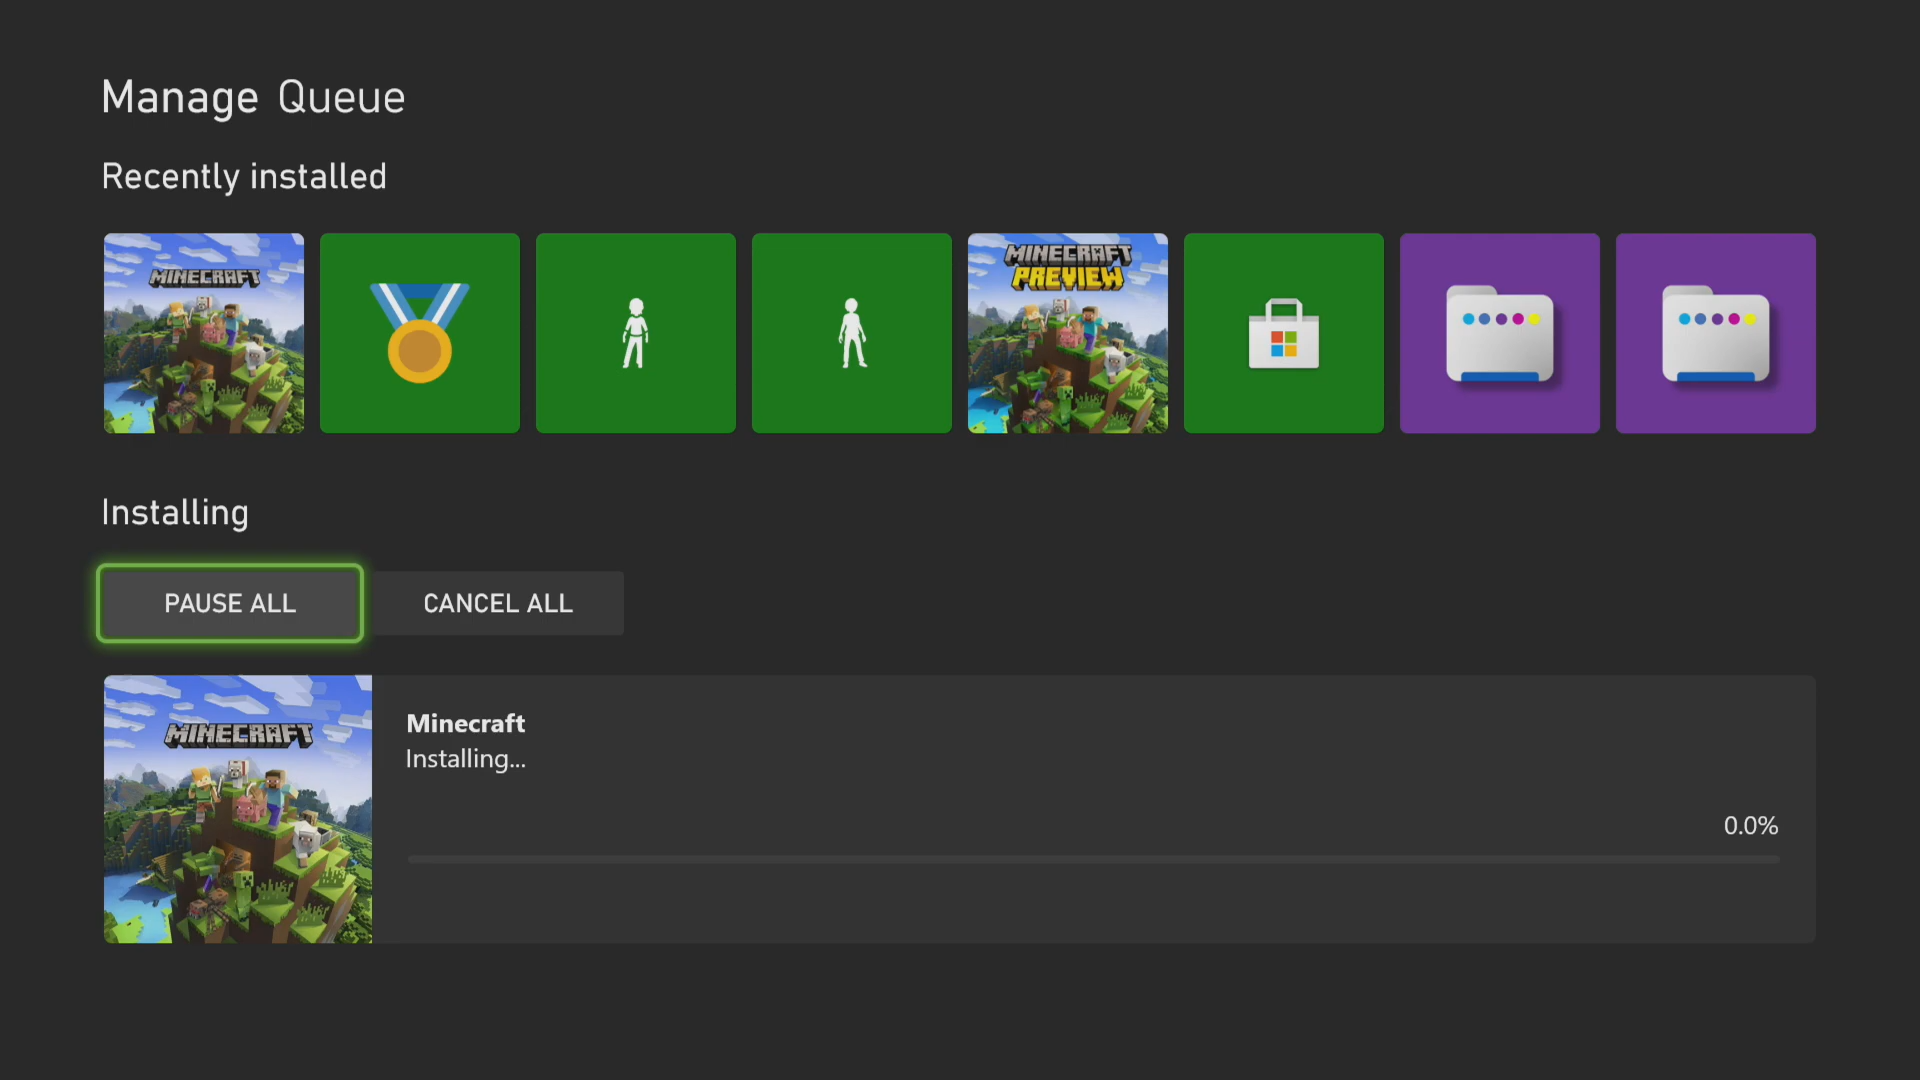 Manage Queue
Recently installed
MINECRAFT
MINECRAFT
PREVIEW
Installing
PAUSE ALL
CANCEL ALL
MINECRAFT
Minecraft
Installing...
0.0%